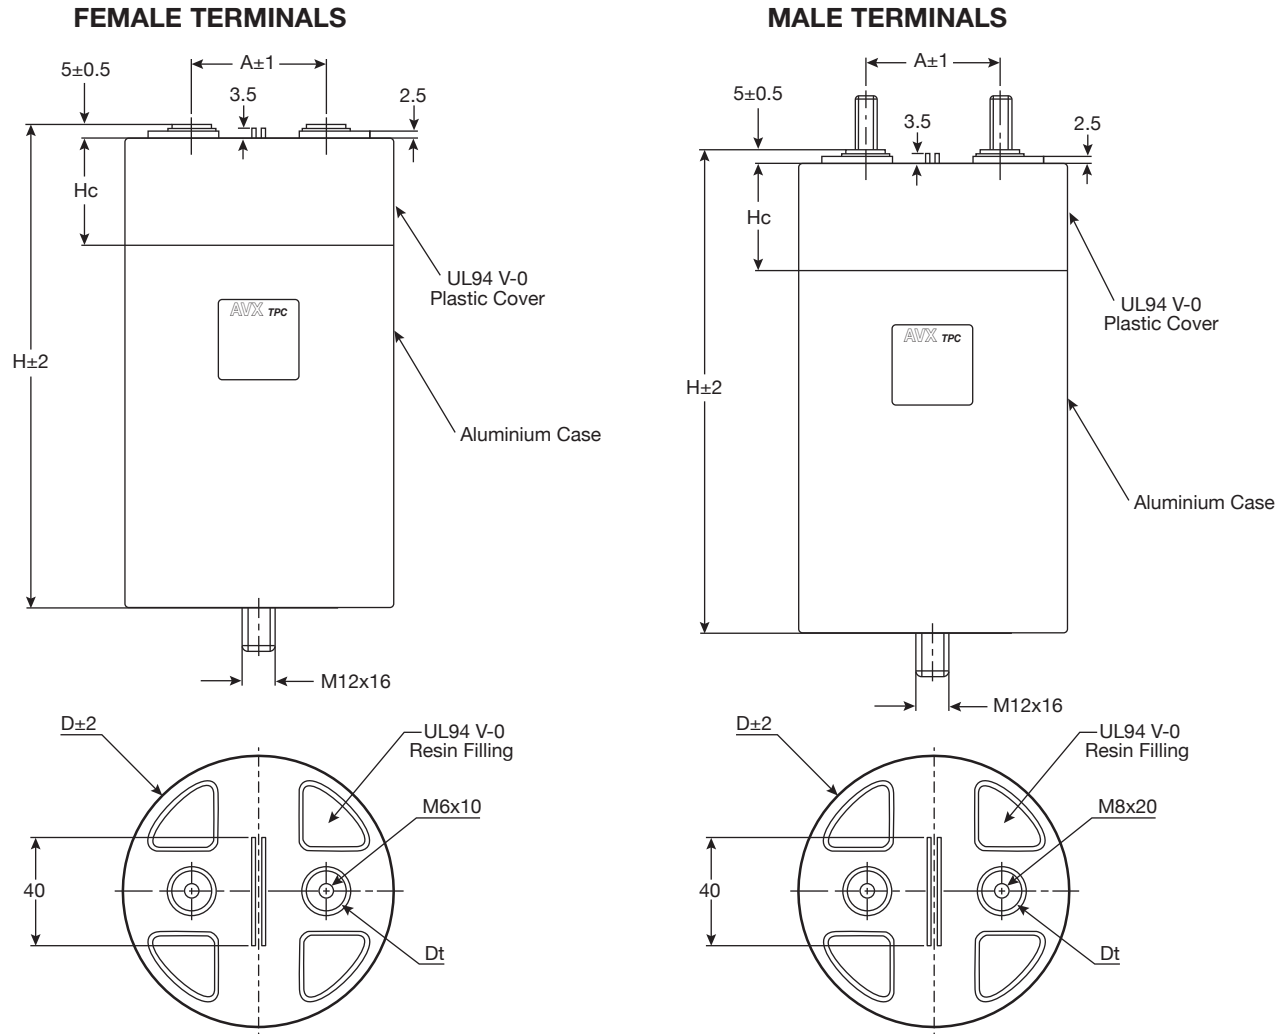 FEMALE TERMINALS
A±1
5±0.5
3.5
2.5
Hc
UL94 V-0
Plastic Cover
AVX TPC
H±2
Aluminium Case
M12x16
D±2
UL94 V-0
Resin Filling
M6x10
40
Dt
MALE TERMINALS
A±1
5±0.5
3.5
2.5
Hc
UL94 V-0
Plastic Cover
AVX TPC
H±2
Aluminium Case
M12x16
D±2
UL94 V-0
Resin Filling
M8x20
40
Dt